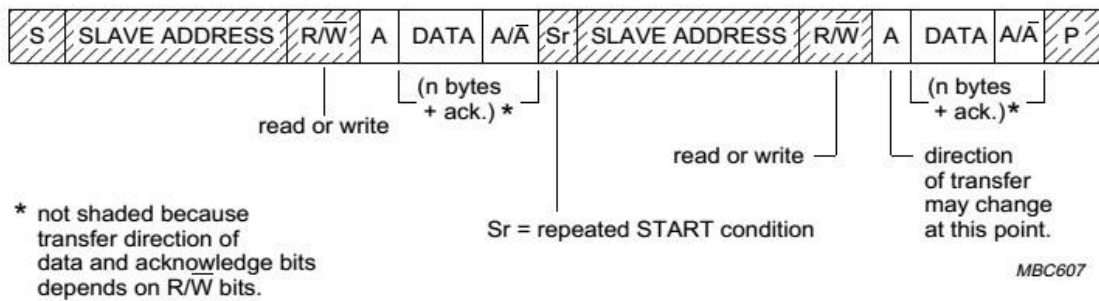 S SLAVE ADDRESS R/W̅ A DATA A/A̅ Sr SLAVE ADDRESS R/W̅ A DATA A/A̅ P
(n bytes
+ ack.) *
(n bytes
+ ack.) *
read or write
read or write
direction
of transfer
may change
at this point.
* not shaded because
transfer direction of
data and acknowledge bits
depends on R/W̅ bits.
Sr = repeated START condition
MBC607